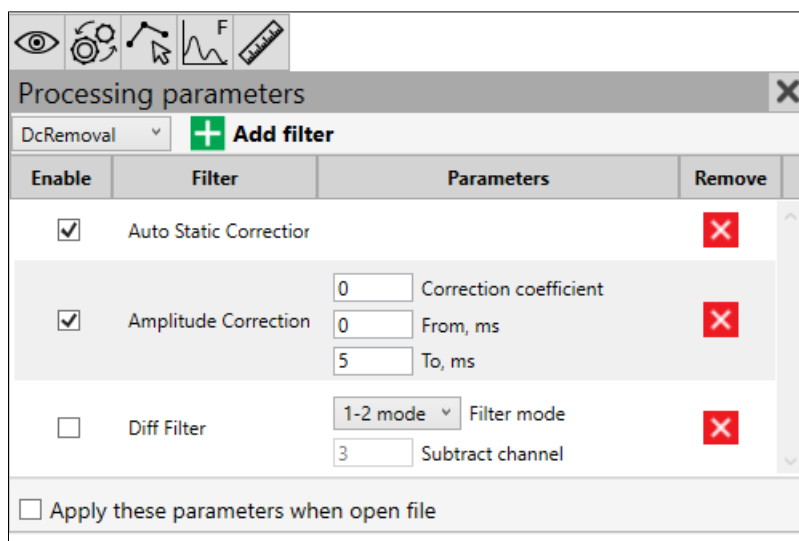 F
Processing parameters
DcRemoval Add filter
Enable Filter Parameters Remove
Auto Static Correction
0 Correction coefficient
Amplitude Correction 0 From, ms
5 To, ms
1-2 mode Filter mode
Diff Filter
3 Subtract channel
Apply these parameters when open file